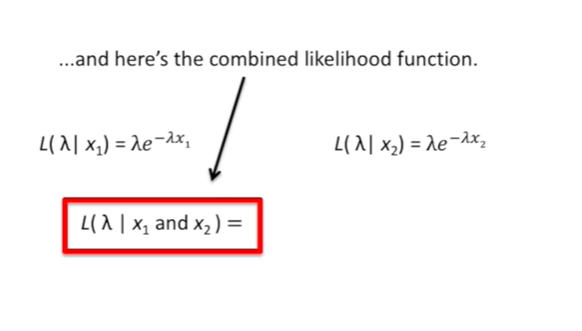 ...and here's the combined likelihood function.
L(λ| x₁) = λe^−λx₁
L(λ| x₂) = λe^−λx₂
L(λ | x₁ and x₂) =